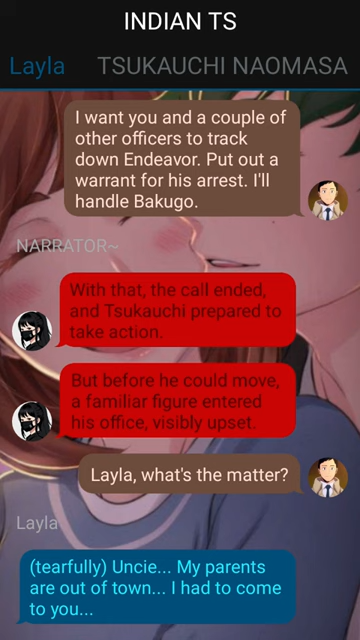 INDIAN TS
Layla TSUKAUCHI NAOMASA
I want you and a couple of
other officers to track
down Endeavor. Put out a
warrant for his arrest. I'll
handle Bakugo.
NARRATOR~
With that, the call ended,
and Tsukauchi prepared to
take action.
But before he could move,
a familiar figure entered
his office, visibly upset.
Layla, what's the matter?
Layla
(tearfully) Uncie... My parents
are out of town... I had to come
to you...